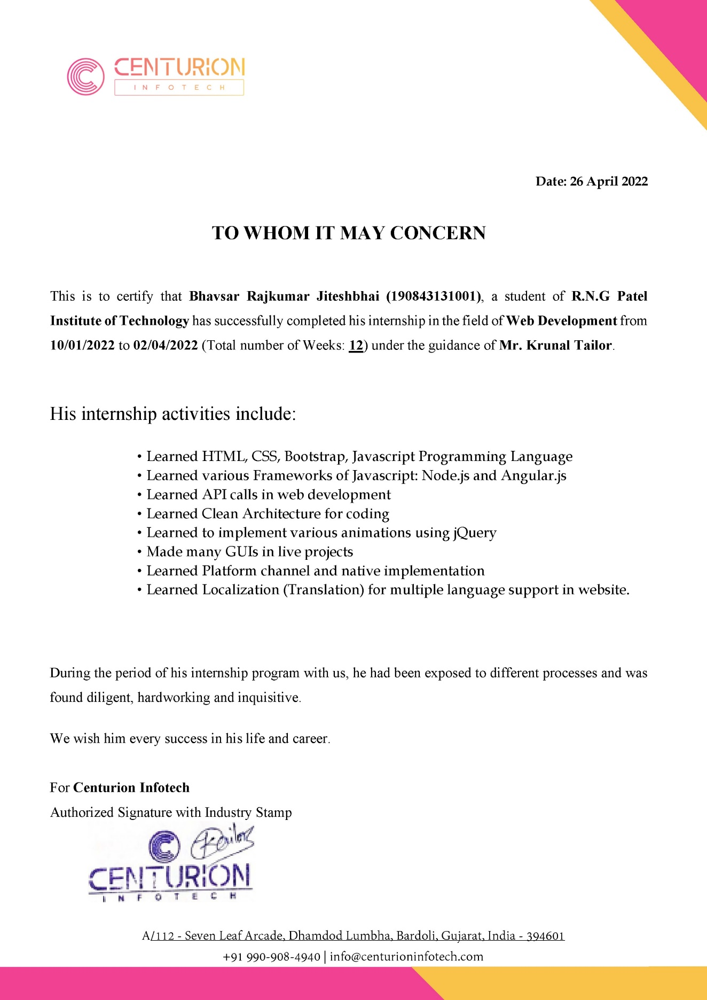 CENTURION
INFOTECH
Date: 26 April 2022
TO WHOM IT MAY CONCERN
This is to certify that Bhavsar Rajkumar Jiteshbhai (190843131001), a student of R.N.G Patel
Institute of Technology has successfully completed his internship in the field of Web Development from
10/01/2022 to 02/04/2022 (Total number of Weeks: 12) under the guidance of Mr. Krunal Tailor.
His internship activities include:
• Learned HTML, CSS, Bootstrap, Javascript Programming Language
• Learned various Frameworks of Javascript: Node.js and Angular.js
• Learned API calls in web development
• Learned Clean Architecture for coding
• Learned to implement various animations using jQuery
• Made many GUIs in live projects
• Learned Platform channel and native implementation
• Learned Localization (Translation) for multiple language support in website.
During the period of his internship program with us, he had been exposed to different processes and was
found diligent, hardworking and inquisitive.
We wish him every success in his life and career.
For Centurion Infotech
Authorized Signature with Industry Stamp
CENTURION
INFOTECH
A/112 - Seven Leaf Arcade, Dhamdod Lumbha, Bardoli, Gujarat, India - 394601
+91 990-908-4940 | info@centurioninfotech.com